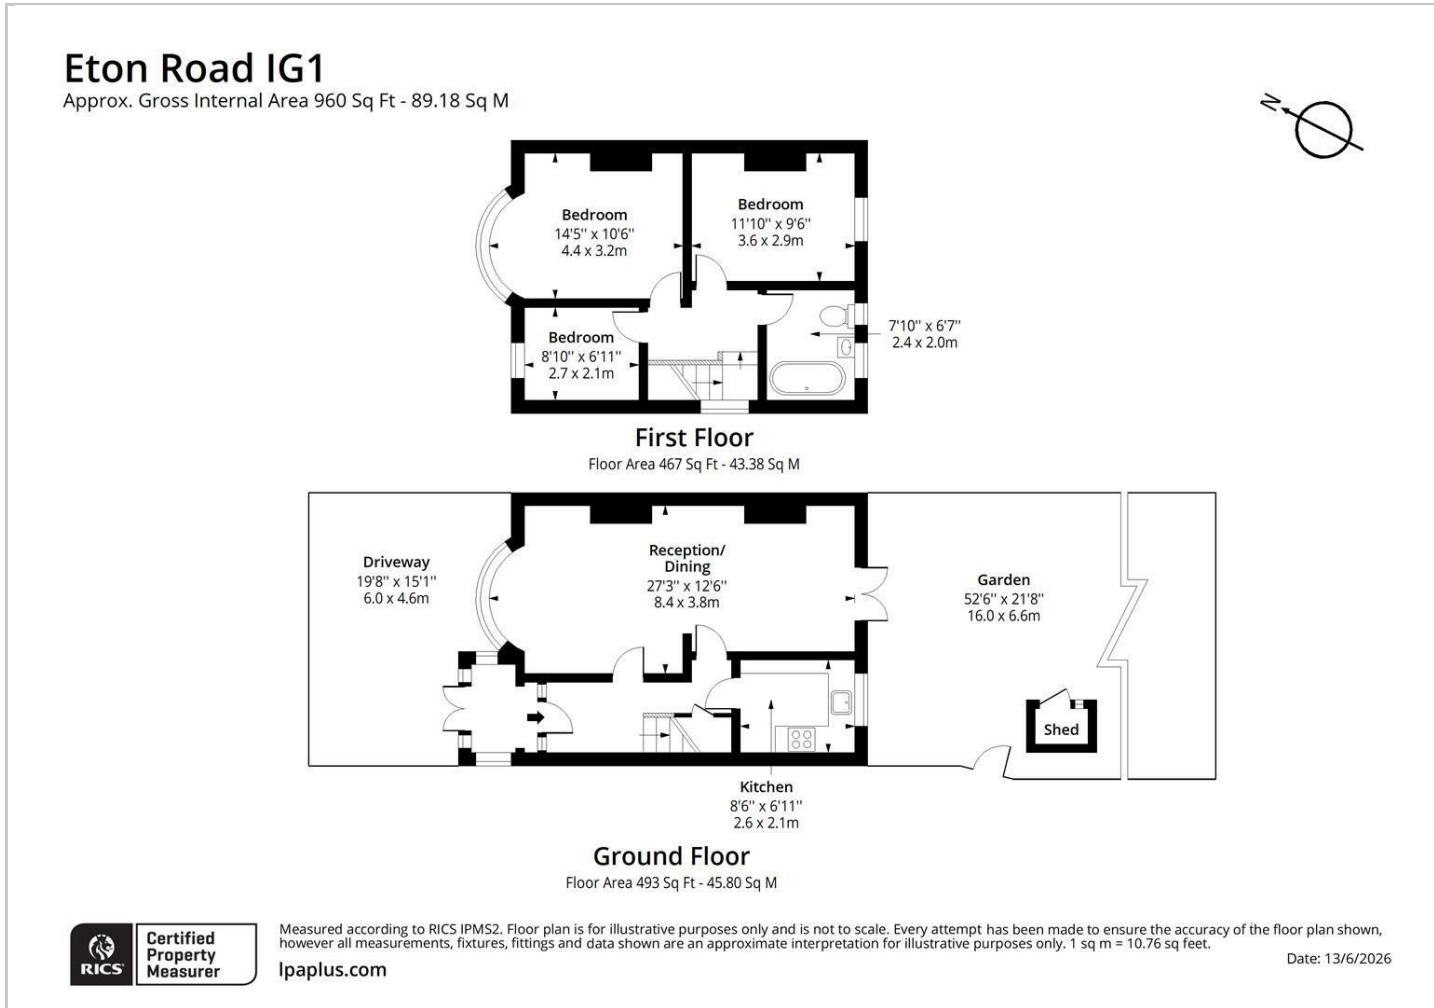 Eton Road IG1
Approx. Gross Internal Area 960 Sq Ft - 89.18 Sq M
N
Bedroom
14'5'' x 10'6''
4.4 x 3.2m
Bedroom
11'10'' x 9'6''
3.6 x 2.9m
Bedroom
8'10'' x 6'11''
2.7 x 2.1m
7'10'' x 6'7''
2.4 x 2.0m
First Floor
Floor Area 467 Sq Ft - 43.38 Sq M
Driveway
19'8'' x 15'1''
6.0 x 4.6m
Reception/
Dining
27'3'' x 12'6''
8.4 x 3.8m
Garden
52'6'' x 21'8''
16.0 x 6.6m
Shed
Kitchen
8'6'' x 6'11''
2.6 x 2.1m
Ground Floor
Floor Area 493 Sq Ft - 45.80 Sq M
RICS
Certified
Property
Measurer
Measured according to RICS IPMS2. Floor plan is for illustrative purposes only and is not to scale. Every attempt has been made to ensure the accuracy of the floor plan shown,
however all measurements, fixtures, fittings and data shown are an approximate interpretation for illustrative purposes only. 1 sq m = 10.76 sq feet.
lpaplus.com
Date: 13/6/2026